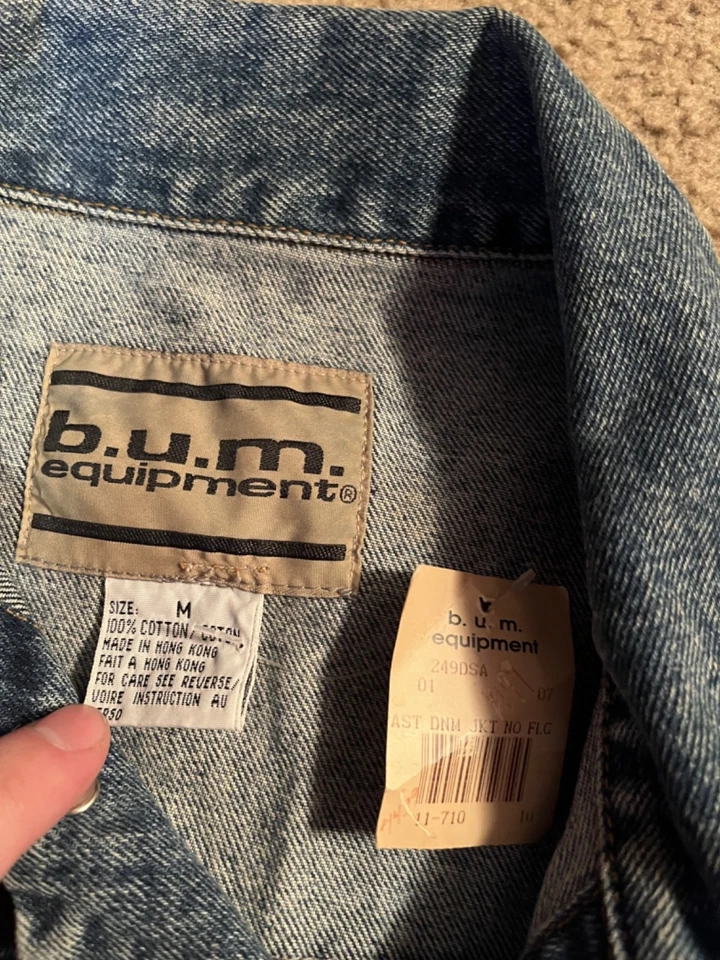 b.u.m.
equipment®
SIZE: M
100% COTTON/COTON
MADE IN HONG KONG
FAIT A HONG KONG
FOR CARE SEE REVERSE/
VOIRE INSTRUCTION AU
b. u. m.
equipment
249DSA
01 07
AST DNM JKT NO FLG
11-710